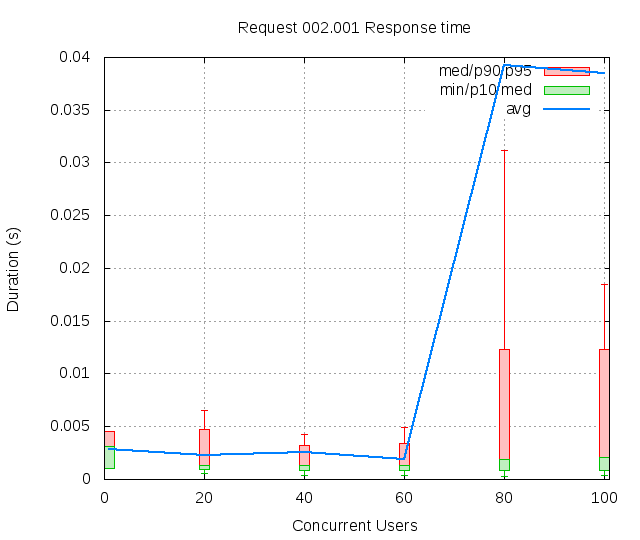 Request 002.001 Response time
0.04
0.035
0.03
0.025
0.02
0.015
0.01
0.005
0
Duration (s)
med/p90/p95
min/p10/med
avg
0 20 40 60 80 100
Concurrent Users